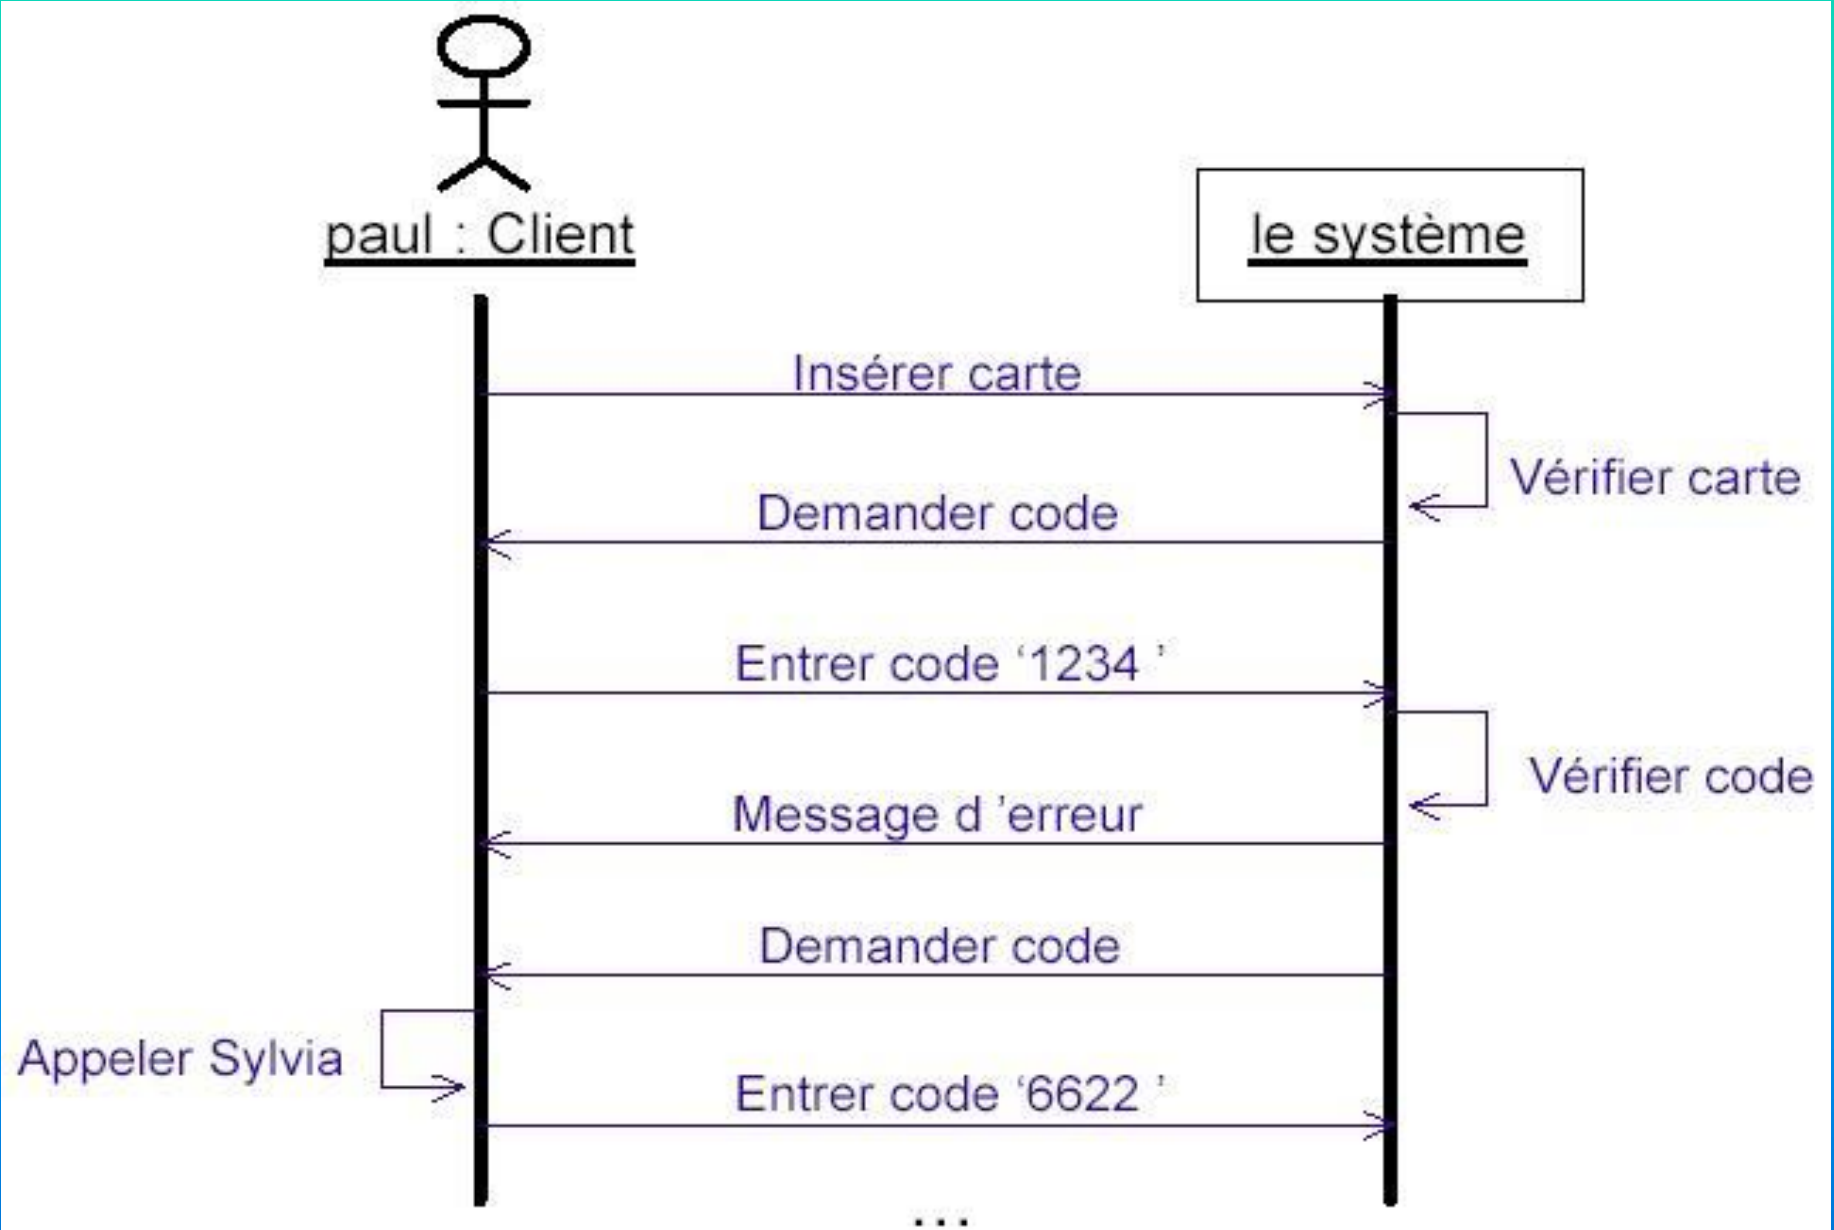 paul : Client
le système
Insérer carte
Vérifier carte
Demander code
Entrer code ‘1234 ’
Vérifier code
Message d ’erreur
Demander code
Appeler Sylvia
Entrer code ‘6622 ’
...